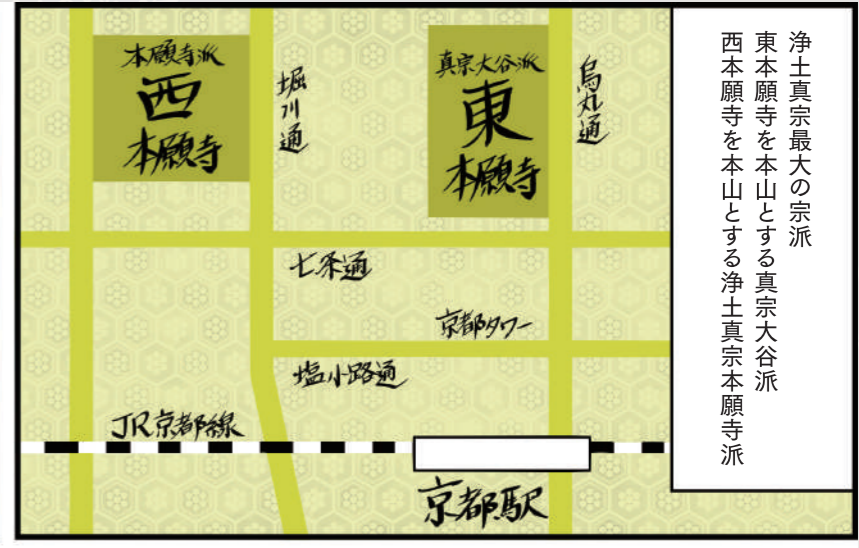 浄土真宗最大の宗派
東本願寺を本山とする真宗大谷派
西本願寺を本山とする浄土真宗本願寺派
烏丸通
真宗大谷派
東
本願寺
堀川通
本願寺派
西
本願寺
七条通
京都タワー
塩小路通
JR京都線
京都駅